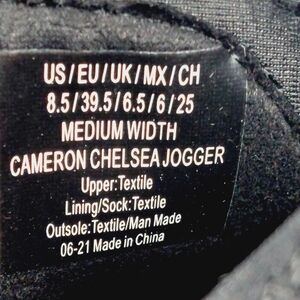 US/EU/UK/MX/CH
8.5/39.5/6.5/6/25
MEDIUM WIDTH
CAMERON CHELSEA JOGGER
Upper:Textile
Lining/Sock:Textile
Outsole:Textile/Man Made
06-21 Made in China